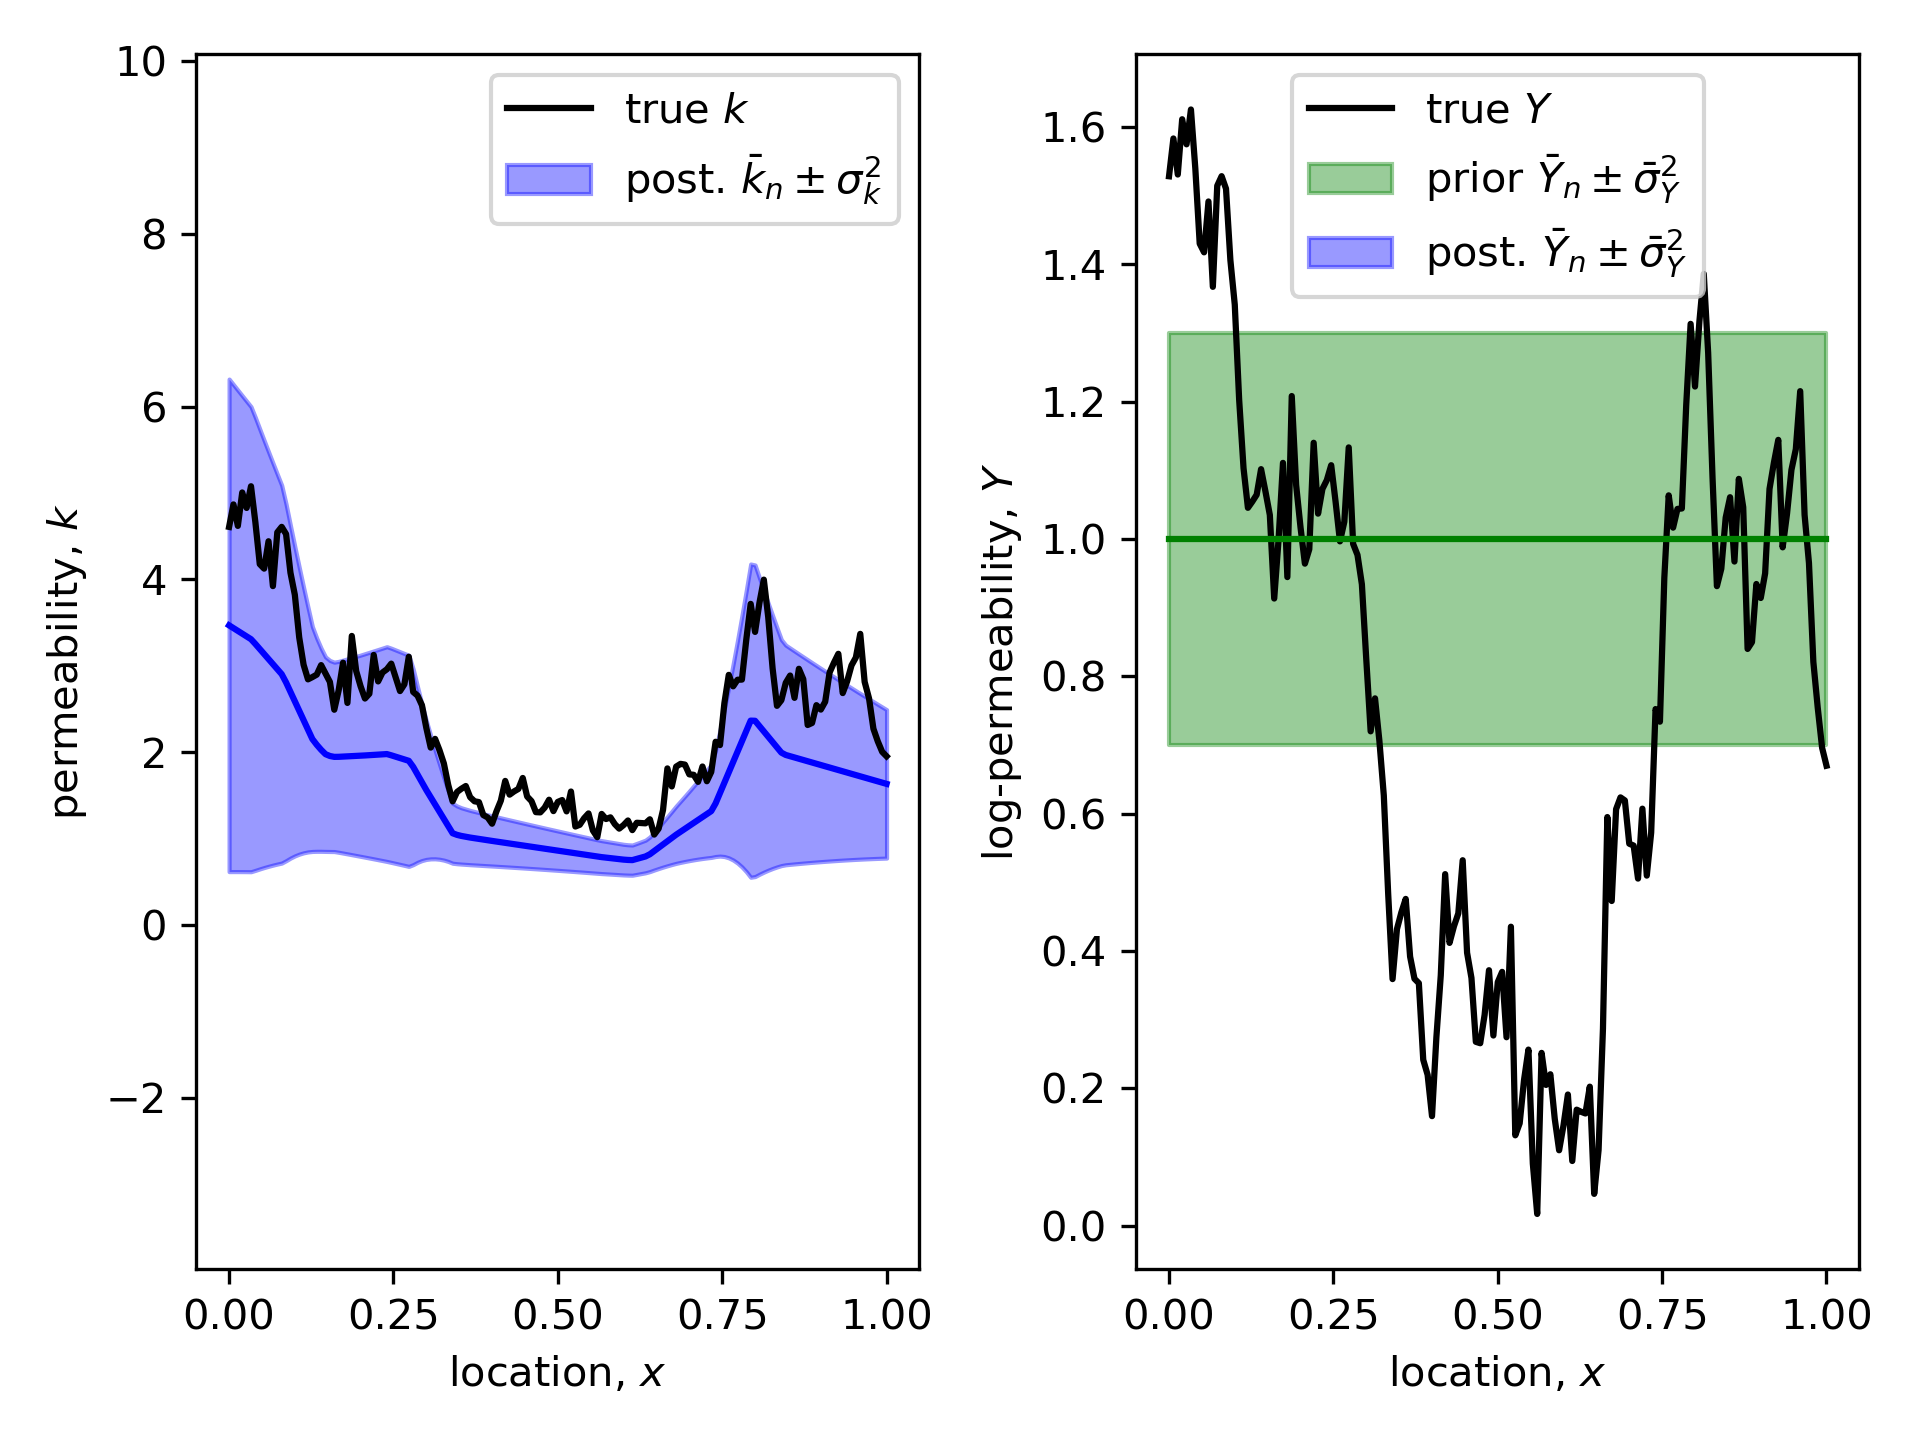 10
8
6
4
2
0
−2
permeability, k
true k
post. k̄ₙ ± σ²ₖ
0.00 0.25 0.50 0.75 1.00
location, x
1.6
1.4
1.2
1.0
0.8
0.6
0.4
0.2
0.0
log-permeability, Y
true Y
prior Ȳₙ ± σ̄²_Y
post. Ȳₙ ± σ̄²_Y
0.00 0.25 0.50 0.75 1.00
location, x